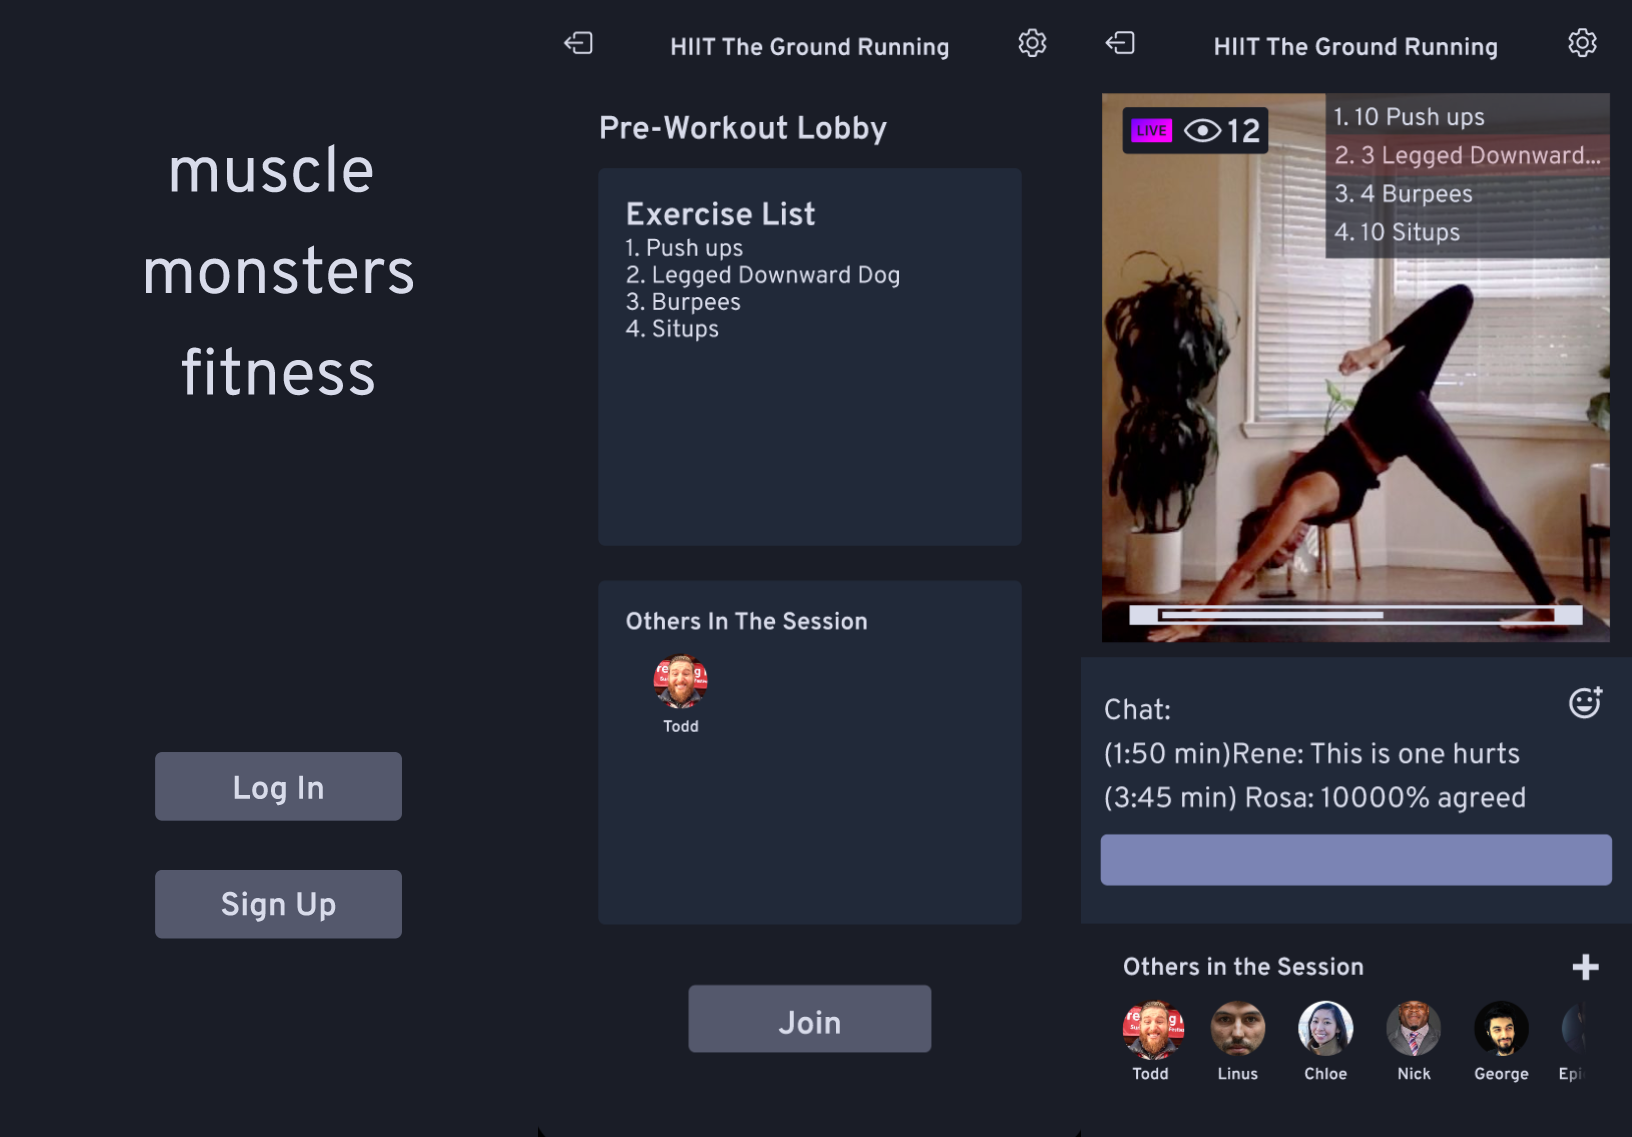 muscle
monsters
fitness
Log In
Sign Up
HIIT The Ground Running
Pre-Workout Lobby
Exercise List
1. Push ups
2. Legged Downward Dog
3. Burpees
4. Situps
Others In The Session
Todd
Join
HIIT The Ground Running
LIVE 12
1. 10 Push ups
2. 3 Legged Downward...
3. 4 Burpees
4. 10 Situps
Chat:
(1:50 min)Rene: This is one hurts
(3:45 min) Rosa: 10000% agreed
Others in the Session
Todd
Linus
Chloe
Nick
George